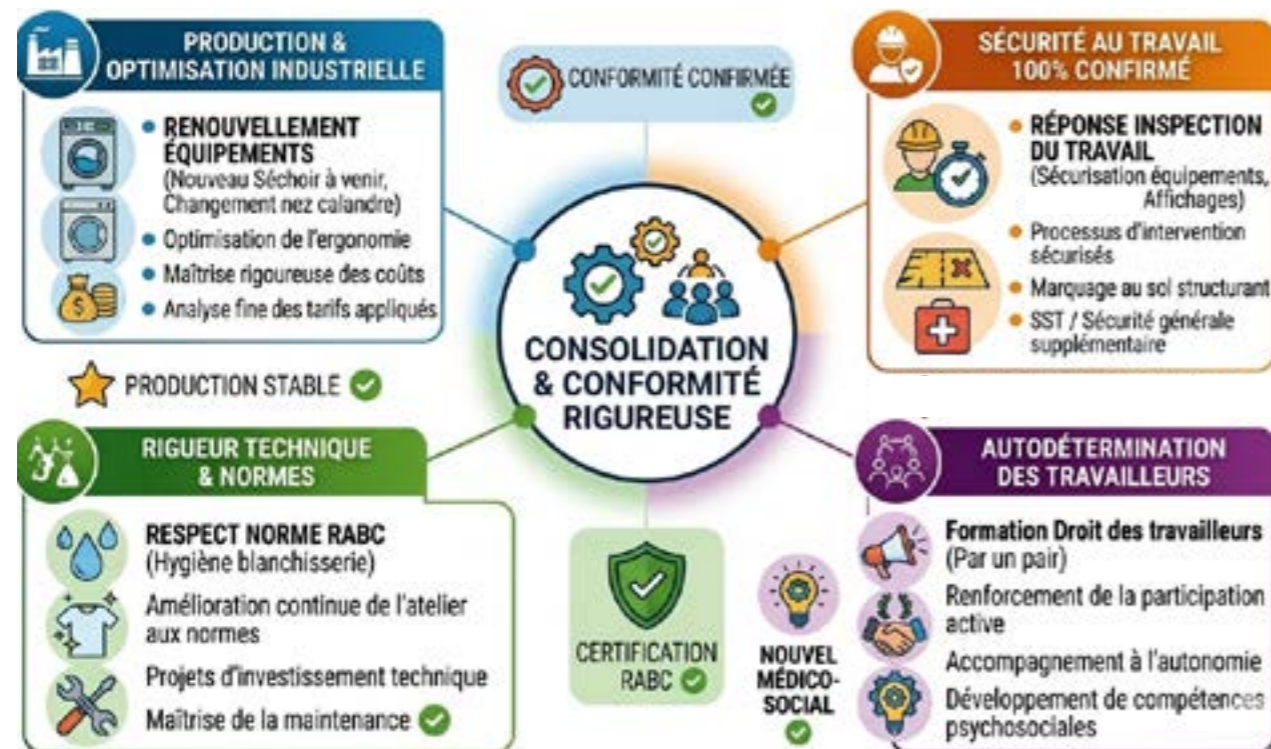 PRODUCTION &
OPTIMISATION INDUSTRIELLE
RENOUVELLEMENT
ÉQUIPEMENTS
(Nouveau Séchoir à venir,
Changement nez calandre)
Optimisation de l'ergonomie
Maîtrise rigoureuse des coûts
Analyse fine des tarifs appliqués
PRODUCTION STABLE
CONFORMITÉ CONFIRMÉE
SÉCURITÉ AU TRAVAIL
100% CONFIRMÉ
RÉPONSE INSPECTION
DU TRAVAIL
(Sécurisation équipements,
Affichages)
Processus d'intervention
sécurisés
Marquage au sol structurant
SST / Sécurité générale
supplémentaire
CONSOLIDATION
& CONFORMITÉ
RIGUREUSE
RIGUEUR TECHNIQUE
& NORMES
RESPECT NORME RABC
(Hygiène blanchisserie)
Amélioration continue de l'atelier
aux normes
Projets d'investissement technique
Maîtrise de la maintenance
CERTIFICATION
RABC
NOUVEL
MÉDICO-
SOCIAL
AUTODÉTERMINATION
DES TRAVAILLEURS
Formation Droit des travailleurs
(Par un pair)
Renforcement de la participation
active
Accompagnement à l'autonomie
Développement de compétences
psychosociales